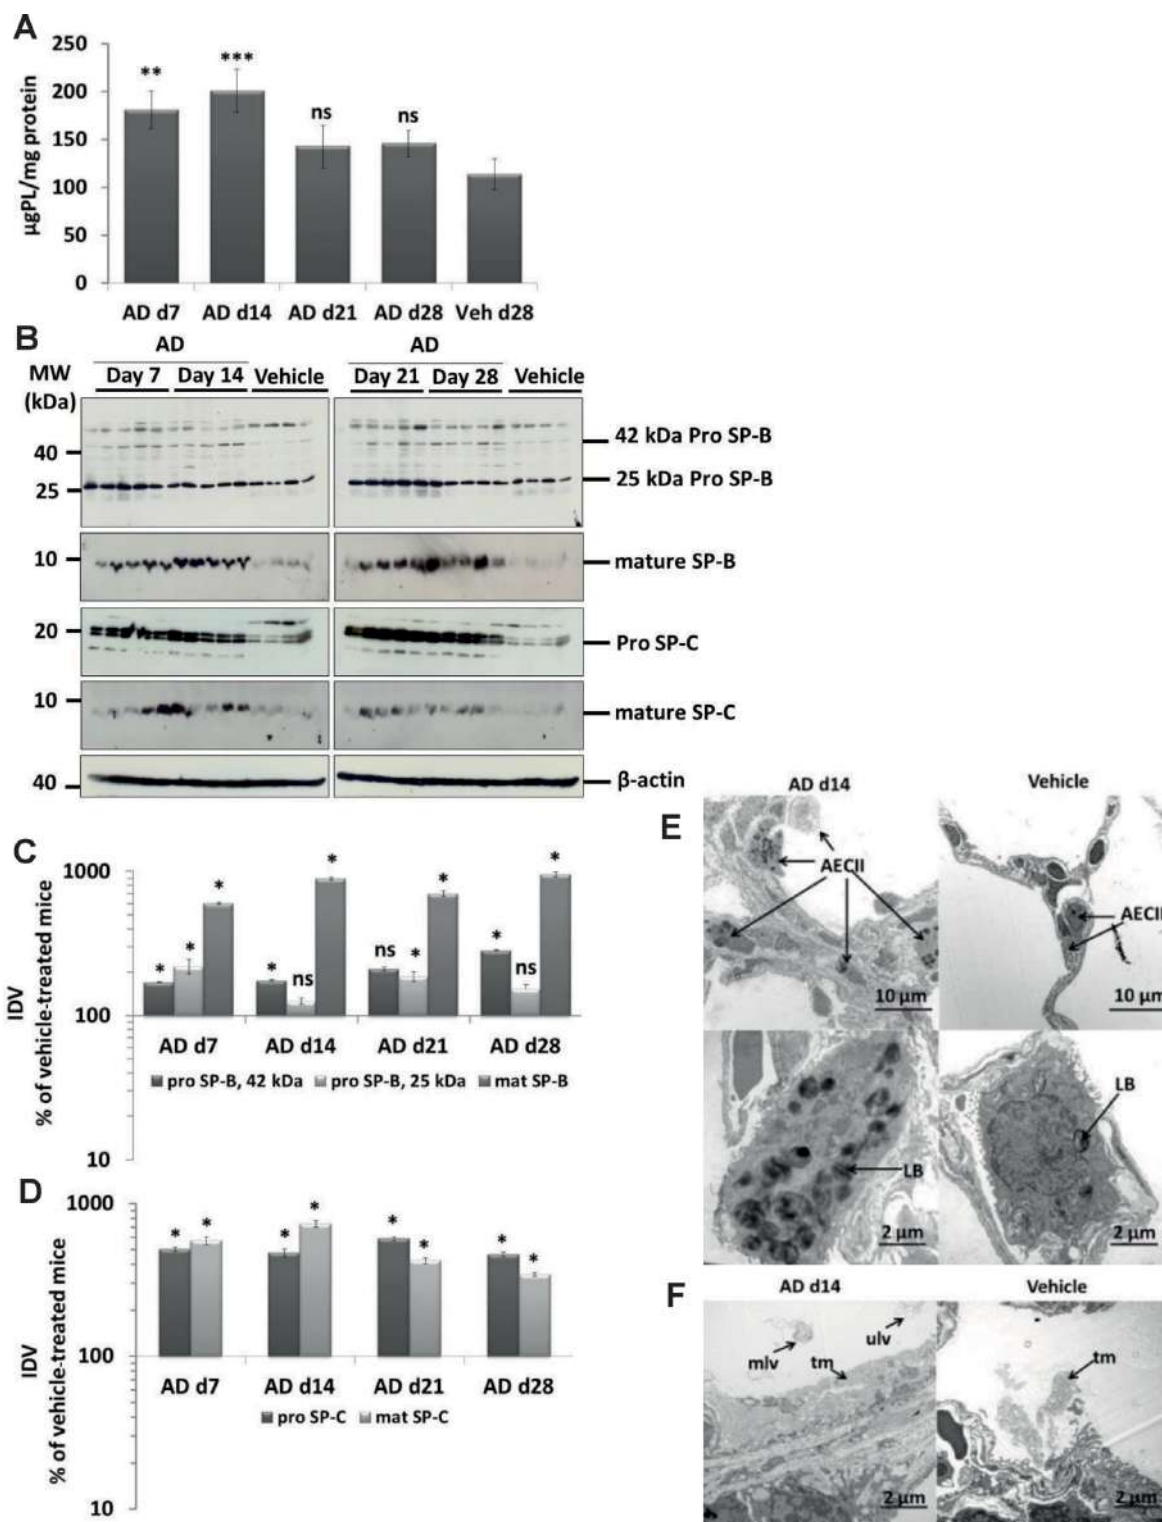 A
250
200
150
100
50
0
µgPL/mg protein
**
***
ns
ns
AD d7 AD d14 AD d21 AD d28 Veh d28
B
AD AD
MW (kDa)
Day 7 Day 14 Vehicle Day 21 Day 28 Vehicle
40
25
42 kDa Pro SP-B
25 kDa Pro SP-B
10
mature SP-B
20
Pro SP-C
10
mature SP-C
40
β-actin
C
1000
100
10
IDV
% of vehicle-treated mice
* * *
* ns *
ns * *
* ns *
AD d7 AD d14 AD d21 AD d28
pro SP-B, 42 kDa pro SP-B, 25 kDa mat SP-B
D
1000
100
10
IDV
% of vehicle-treated mice
* *
* *
* *
* *
AD d7 AD d14 AD d21 AD d28
pro SP-C mat SP-C
E
AD d14 Vehicle
AECII
AECII
10 µm
10 µm
LB
LB
2 µm
2 µm
F
AD d14 Vehicle
ulv
mlv
tm
tm
2 µm
2 µm